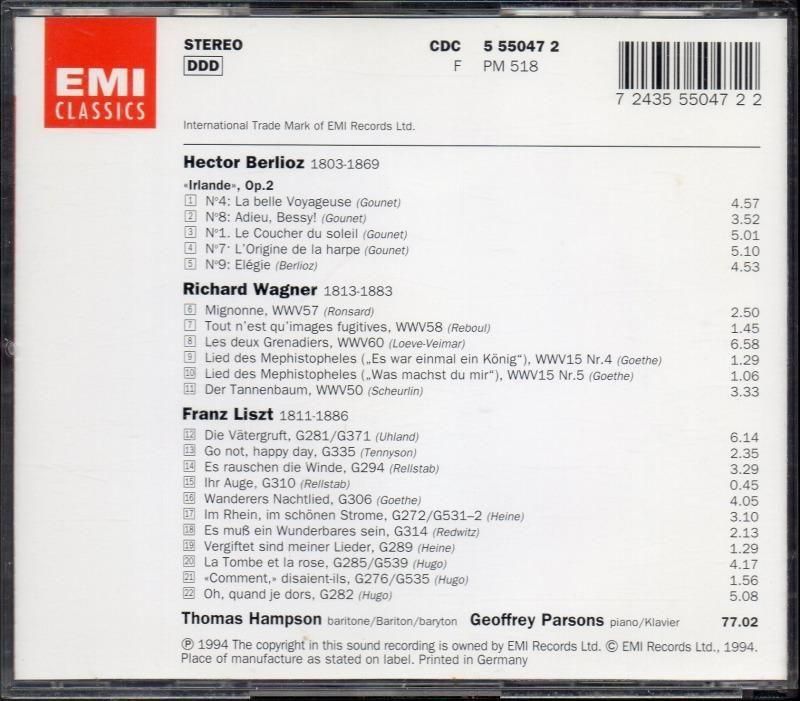 EMI
CLASSICS
STEREO
DDD
CDC 5 55047 2
F PM 518
7 2435 55047 2 2
International Trade Mark of EMI Records Ltd.
Hector Berlioz 1803-1869
«Irlande», Op.2
1 Nº4: La belle Voyageuse (Gounet) 4.57
2 Nº8: Adieu, Bessy! (Gounet) 3.52
3 Nº1. Le Coucher du soleil (Gounet) 5.01
4 Nº7· L'Origine de la harpe (Gounet) 5.10
5 Nº9: Elégie (Berlioz) 4.53
Richard Wagner 1813-1883
6 Mignonne, WWV57 (Ronsard) 2.50
7 Tout n'est qu'images fugitives, WWV58 (Reboul) 1.45
8 Les deux Grenadiers, WWV60 (Loeve-Veimar) 6.58
9 Lied des Mephistopheles („Es war einmal ein König“), WWV15 Nr.4 (Goethe) 1.29
10 Lied des Mephistopheles („Was machst du mir“), WWV15 Nr.5 (Goethe) 1.06
11 Der Tannenbaum, WWV50 (Scheurlin) 3.33
Franz Liszt 1811-1886
12 Die Vätergruft, G281/G371 (Uhland) 6.14
13 Go not, happy day, G335 (Tennyson) 2.35
14 Es rauschen die Winde, G294 (Rellstab) 3.29
15 Ihr Auge, G310 (Rellstab) 0.45
16 Wanderers Nachtlied, G306 (Goethe) 4.05
17 Im Rhein, im schönen Strome, G272/G531–2 (Heine) 3.10
18 Es muß ein Wunderbares sein, G314 (Redwitz) 2.13
19 Vergiftet sind meiner Lieder, G289 (Heine) 1.29
20 La Tombe et la rose, G285/G539 (Hugo) 4.17
21 «Comment,» disaient-ils, G276/G535 (Hugo) 1.56
22 Oh, quand je dors, G282 (Hugo) 5.08
Thomas Hampson baritone/Bariton/baryton Geoffrey Parsons piano/Klavier 77.02
℗ 1994 The copyright in this sound recording is owned by EMI Records Ltd. © EMI Records Ltd., 1994.
Place of manufacture as stated on label. Printed in Germany